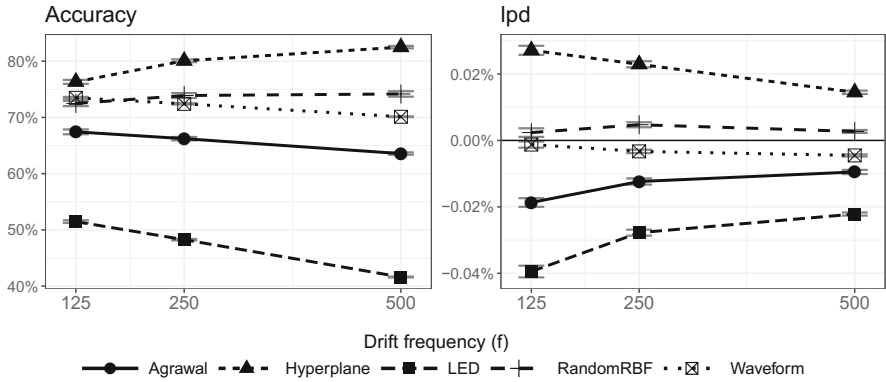 Accuracy
lpd
80%
70%
60%
50%
40%
125
250
500
0.02%
0.00%
−0.02%
−0.04%
125
250
500
Drift frequency (f)
Agrawal
Hyperplane
LED
RandomRBF
Waveform